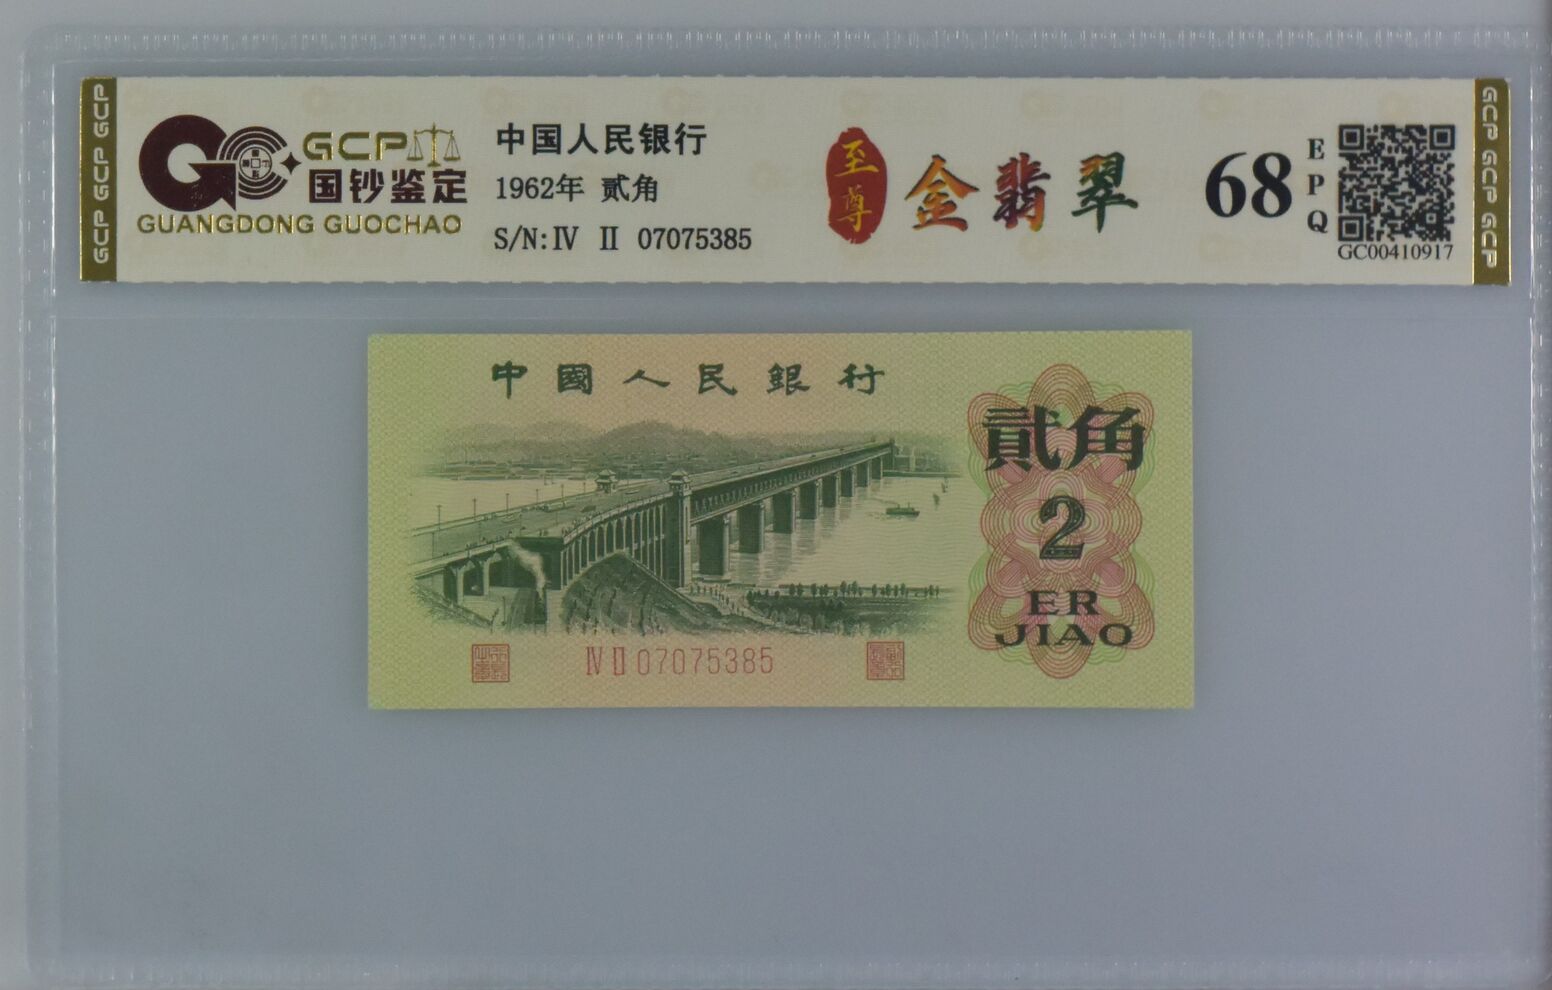 GCP GCP GCP
GCP
国钞鉴定
GUANGDONG GUOCHAO
中国人民银行
1962年 贰角
S/N:Ⅳ Ⅱ 07075385
至尊
金翡翠
68
EPQ
GC00410917
GCP GCP GCP
中國人民銀行
貳角
2
ER
JIAO
Ⅳ Ⅱ 07075385